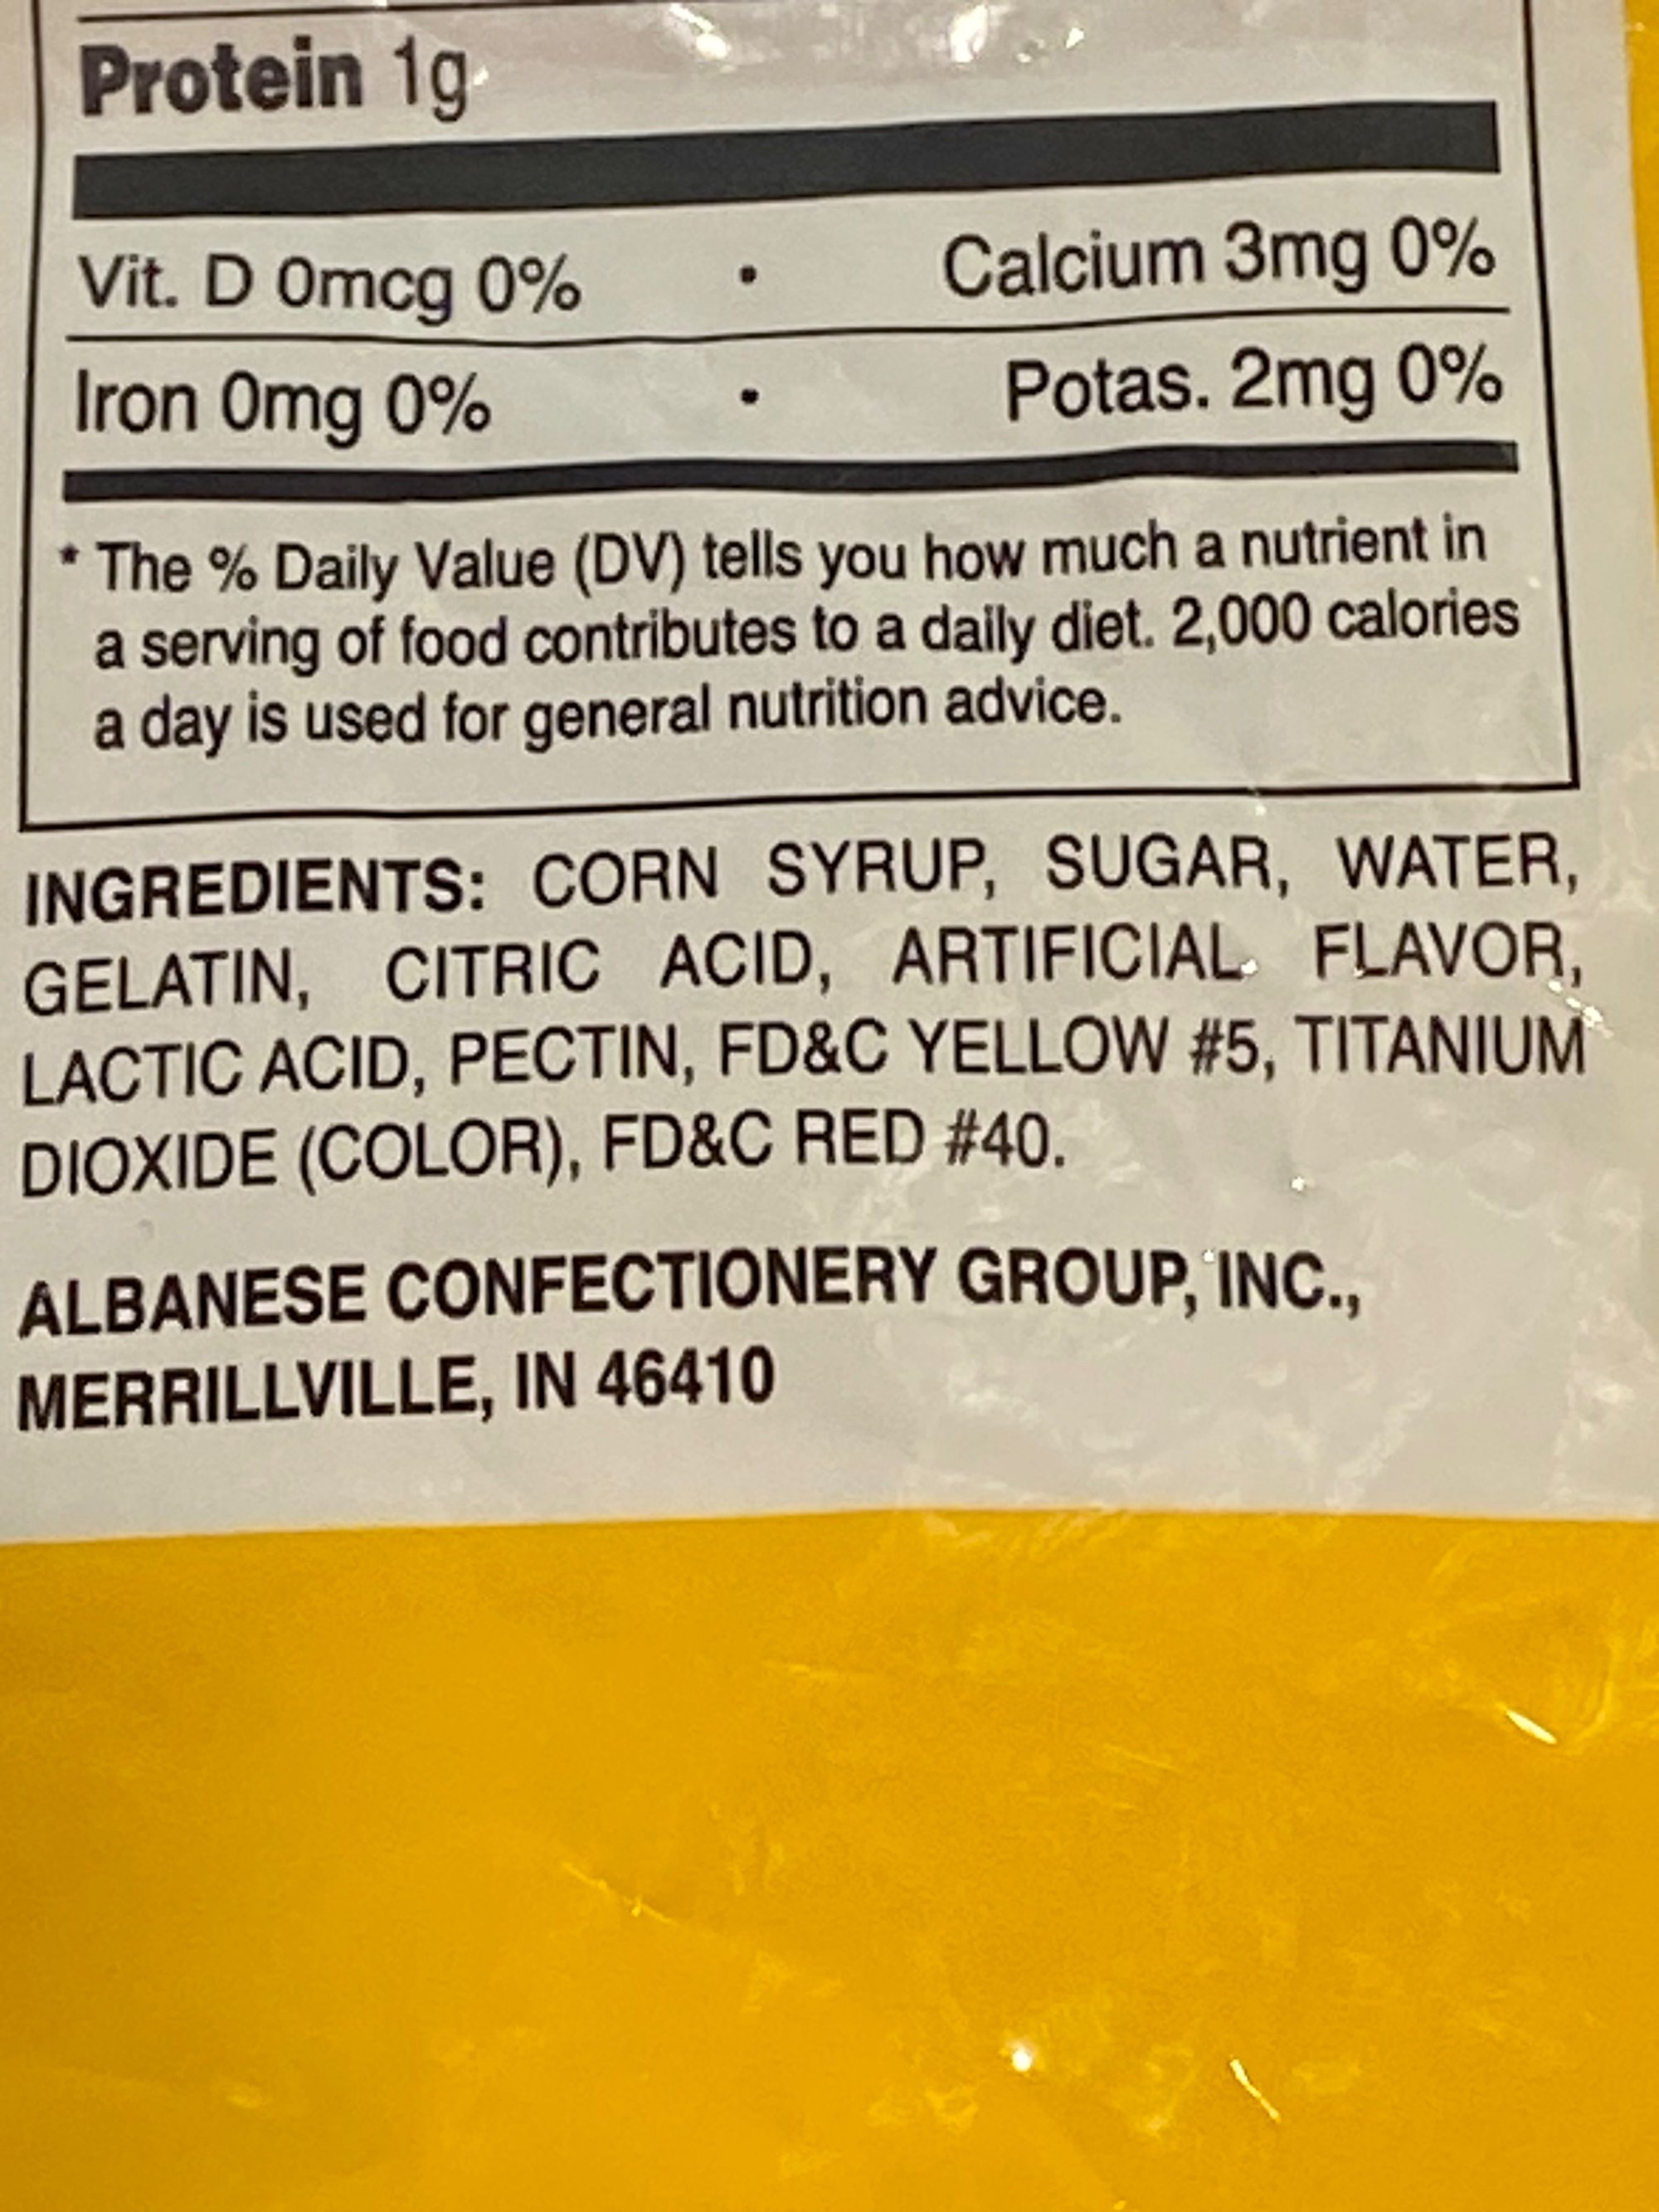 Protein 1g
Vit. D 0mcg 0% • Calcium 3mg 0%
Iron 0mg 0% • Potas. 2mg 0%
* The % Daily Value (DV) tells you how much a nutrient in
a serving of food contributes to a daily diet. 2,000 calories
a day is used for general nutrition advice.
INGREDIENTS: CORN SYRUP, SUGAR, WATER,
GELATIN, CITRIC ACID, ARTIFICIAL FLAVOR,
LACTIC ACID, PECTIN, FD&C YELLOW #5, TITANIUM
DIOXIDE (COLOR), FD&C RED #40.
ALBANESE CONFECTIONERY GROUP, INC.,
MERRILLVILLE, IN 46410